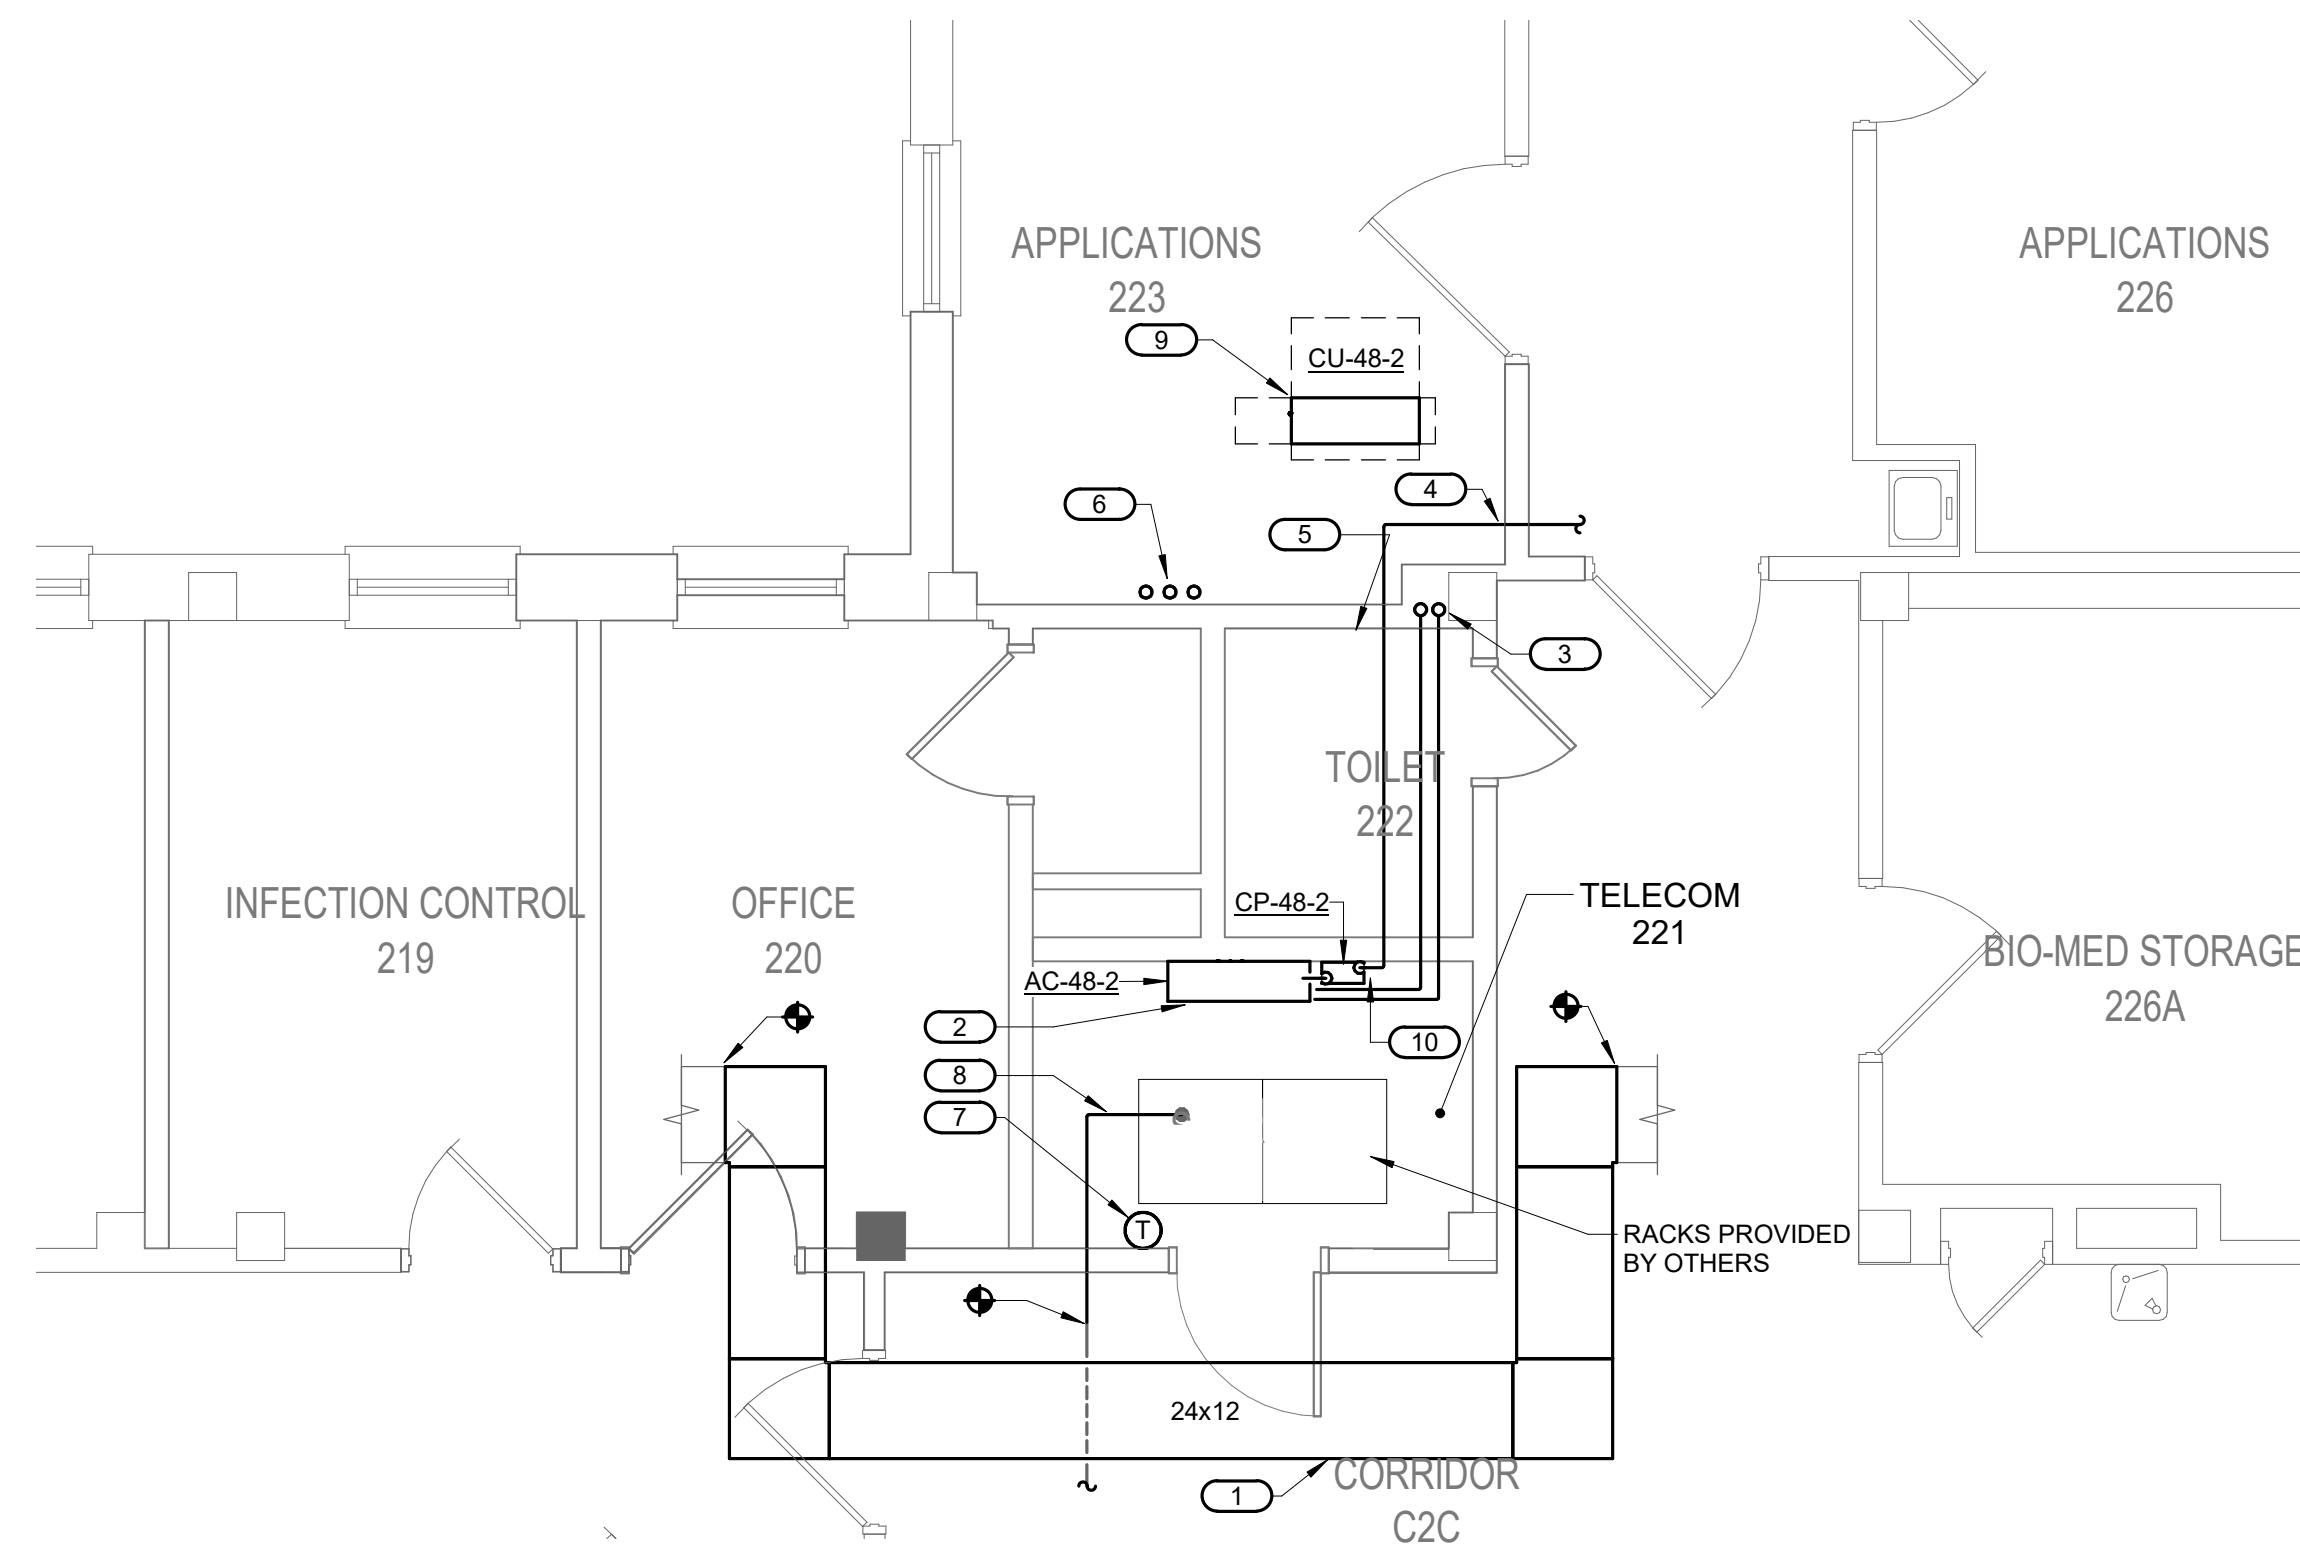 APPLICATIONS
223
APPLICATIONS
226
9
CU-48-2
4
6
5
3
TOILET
222
INFECTION CONTROL
219
OFFICE
220
CP-48-2
TELECOM
221
BIO-MED STORAGE
226A
AC-48-2
2
10
8
7
T
RACKS PROVIDED
BY OTHERS
24x12
1
CORRIDOR
C2C